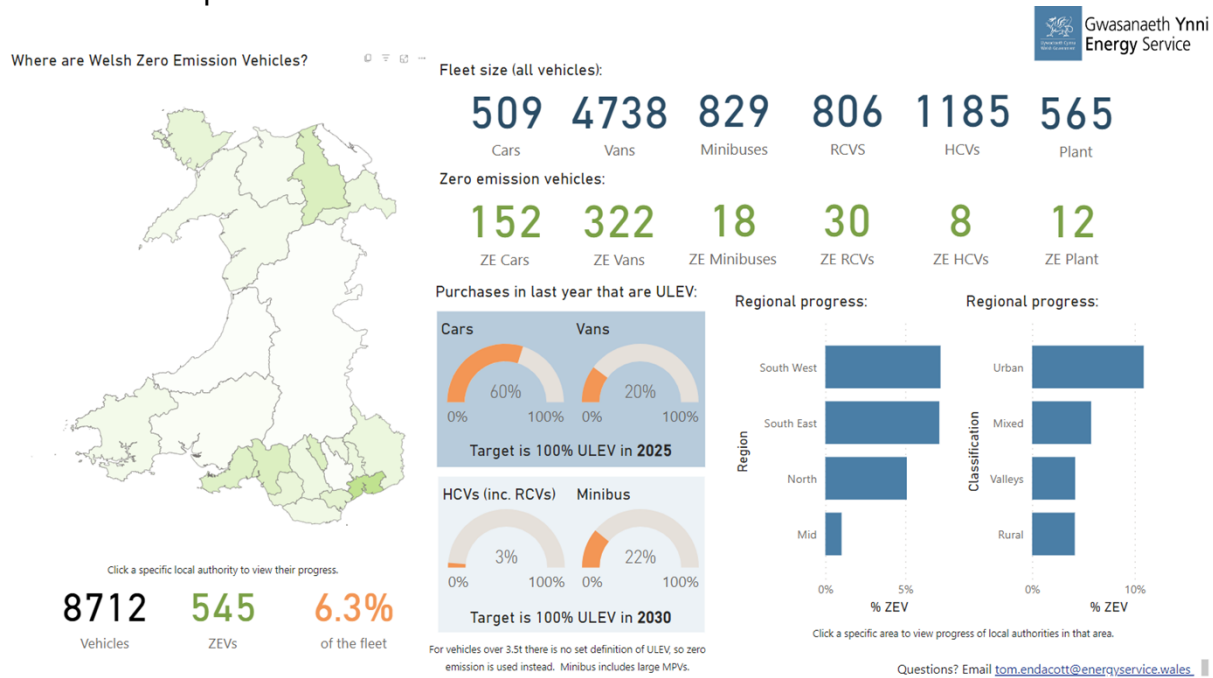 Gwasanaeth Ynni
Energy Service
Where are Welsh Zero Emission Vehicles?
Fleet size (all vehicles):
509 4738 829 806 1185 565
Cars Vans Minibuses RCVS HCVs Plant
Zero emission vehicles:
152 322 18 30 8 12
ZE Cars ZE Vans ZE Minibuses ZE RCVs ZE HCVs ZE Plant
Purchases in last year that are ULEV:
Cars Vans
60% 20%
0% 100% 0% 100%
Target is 100% ULEV in 2025
HCVs (inc. RCVs) Minibus
3% 22%
0% 100% 0% 100%
Target is 100% ULEV in 2030
For vehicles over 3.5t there is no set definition of ULEV, so zero
emission is used instead. Minibus includes large MPVs.
Regional progress:
Region
South West
South East
North
Mid
0% 5%
% ZEV
Regional progress:
Classification
Urban
Mixed
Valleys
Rural
0% 10%
% ZEV
Click a specific area to view progress of local authorities in that area.
Click a specific local authority to view their progress.
8712 545 6.3%
Vehicles ZEVs of the fleet
Questions? Email tom.endacott@energyservice.wales